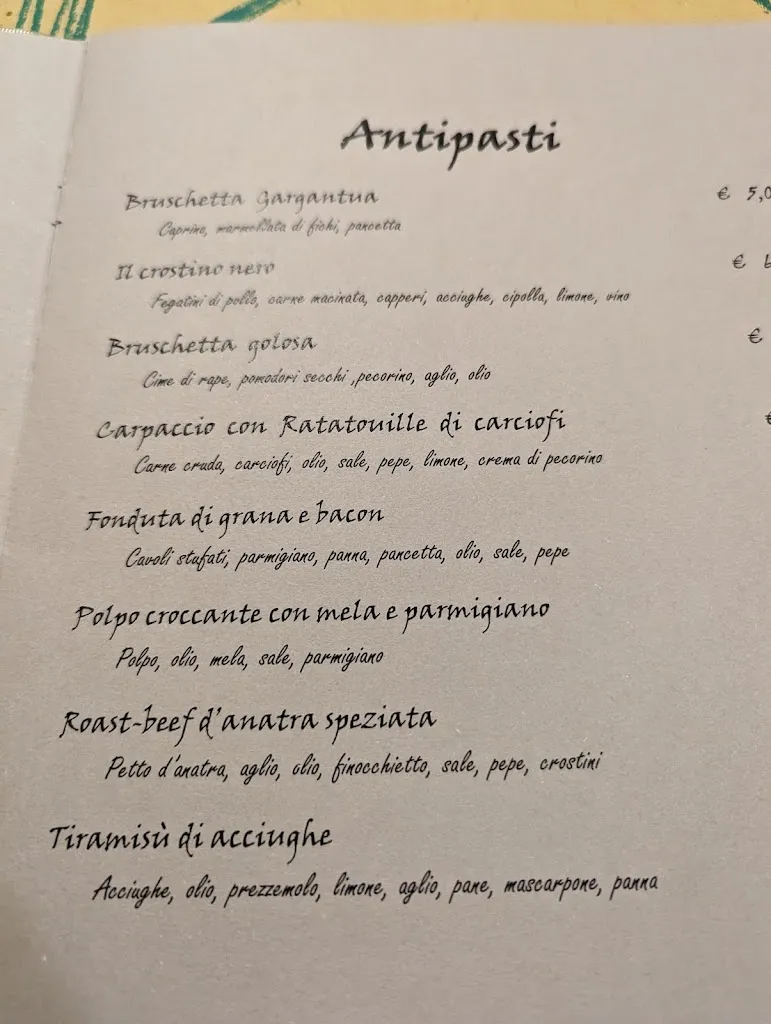 Antipasti
Bruschetta Gargantua € 5,0
Caprino, marmellata di fichi, pancetta
Il crostino nero €
Fegatini di pollo, carne macinata, capperi, acciughe, cipolla, limone, vino
Bruschetta golosa €
Cime di rape, pomodori secchi ,pecorino, aglio, olio
Carpaccio con Ratatouille di carciofi €
Carne cruda, carciofi, olio, sale, pepe, limone, crema di pecorino
Fonduta di grana e bacon
Cavoli stufati, parmigiano, panna, pancetta, olio, sale, pepe
Polpo croccante con mela e parmigiano
Polpo, olio, mela, sale, parmigiano
Roast-beef d'anatra speziata
Petto d'anatra, aglio, olio, finocchietto, sale, pepe, crostini
Tiramisù di acciughe
Acciughe, olio, prezzemolo, limone, aglio, pane, mascarpone, panna